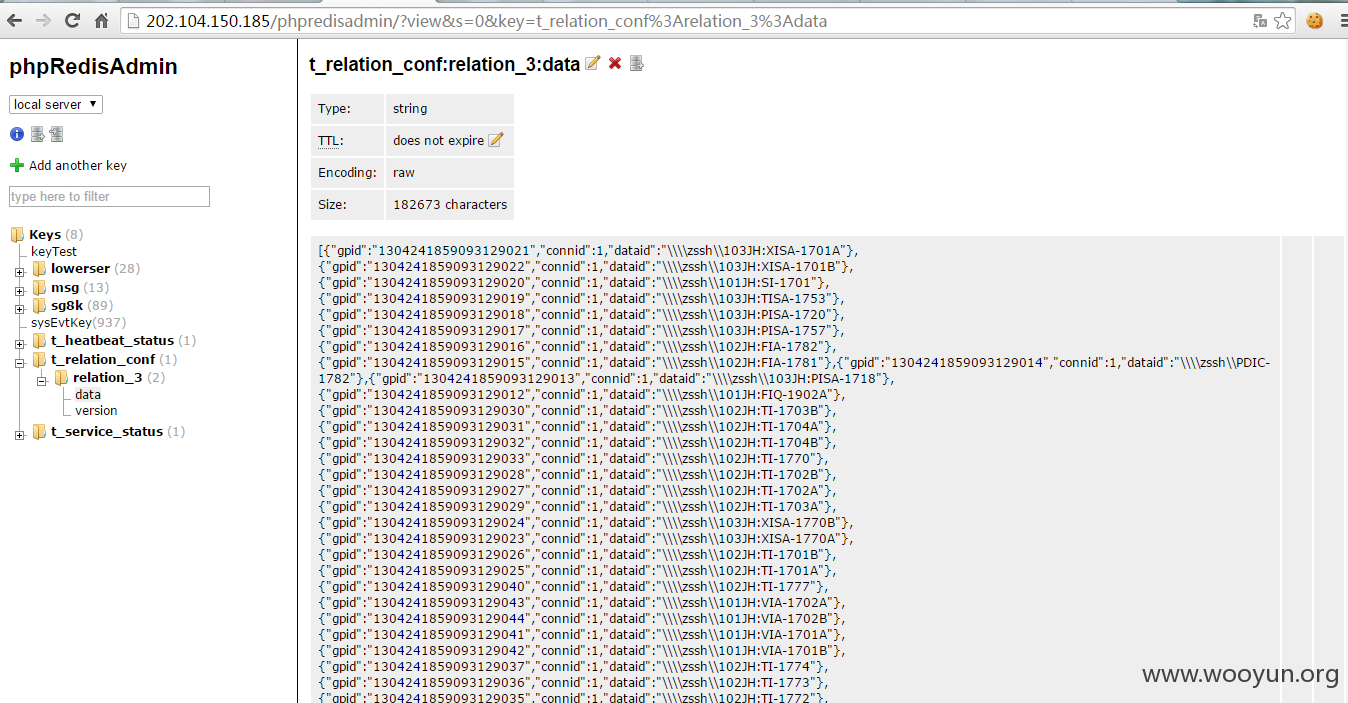 202.104.150.185/phpredisadmin/?view&s=0&key=t_relation_conf%3Arelation_3%3Adata
phpRedisAdmin
local server
Add another key
type here to filter
Keys (8)
keyTest
lowerser (28)
msg (13)
sg8k (89)
sysEvtKey(937)
t_heatbeat_status (1)
t_relation_conf (1)
relation_3 (2)
data
version
t_service_status (1)
t_relation_conf:relation_3:data
Type: string
TTL: does not expire
Encoding: raw
Size: 182673 characters
[{"gpid":"1304241859093129021","connid":1,"dataid":"\\\\zssh\\103JH:XISA-1701A"},
{"gpid":"1304241859093129022","connid":1,"dataid":"\\\\zssh\\103JH:XISA-1701B"},
{"gpid":"1304241859093129020","connid":1,"dataid":"\\\\zssh\\101JH:SI-1701"},
{"gpid":"1304241859093129019","connid":1,"dataid":"\\\\zssh\\103JH:TISA-1753"},
{"gpid":"1304241859093129018","connid":1,"dataid":"\\\\zssh\\103JH:PISA-1720"},
{"gpid":"1304241859093129017","connid":1,"dataid":"\\\\zssh\\103JH:PISA-1757"},
{"gpid":"1304241859093129016","connid":1,"dataid":"\\\\zssh\\102JH:FIA-1782"},
{"gpid":"1304241859093129015","connid":1,"dataid":"\\\\zssh\\102JH:FIA-1781"},{"gpid":"1304241859093129014","connid":1,"dataid":"\\\\zssh\\PDIC-
1782"},{"gpid":"1304241859093129013","connid":1,"dataid":"\\\\zssh\\103JH:PISA-1718"},
{"gpid":"1304241859093129012","connid":1,"dataid":"\\\\zssh\\101JH:FIQ-1902A"},
{"gpid":"1304241859093129030","connid":1,"dataid":"\\\\zssh\\102JH:TI-1703B"},
{"gpid":"1304241859093129031","connid":1,"dataid":"\\\\zssh\\102JH:TI-1704A"},
{"gpid":"1304241859093129032","connid":1,"dataid":"\\\\zssh\\102JH:TI-1704B"},
{"gpid":"1304241859093129033","connid":1,"dataid":"\\\\zssh\\102JH:TI-1770"},
{"gpid":"1304241859093129028","connid":1,"dataid":"\\\\zssh\\102JH:TI-1702B"},
{"gpid":"1304241859093129027","connid":1,"dataid":"\\\\zssh\\102JH:TI-1702A"},
{"gpid":"1304241859093129029","connid":1,"dataid":"\\\\zssh\\102JH:TI-1703A"},
{"gpid":"1304241859093129024","connid":1,"dataid":"\\\\zssh\\103JH:XISA-1770B"},
{"gpid":"1304241859093129023","connid":1,"dataid":"\\\\zssh\\103JH:XISA-1770A"},
{"gpid":"1304241859093129026","connid":1,"dataid":"\\\\zssh\\102JH:TI-1701B"},
{"gpid":"1304241859093129025","connid":1,"dataid":"\\\\zssh\\102JH:TI-1701A"},
{"gpid":"1304241859093129040","connid":1,"dataid":"\\\\zssh\\102JH:TI-1777"},
{"gpid":"1304241859093129043","connid":1,"dataid":"\\\\zssh\\101JH:VIA-1702A"},
{"gpid":"1304241859093129044","connid":1,"dataid":"\\\\zssh\\101JH:VIA-1702B"},
{"gpid":"1304241859093129041","connid":1,"dataid":"\\\\zssh\\101JH:VIA-1701A"},
{"gpid":"1304241859093129042","connid":1,"dataid":"\\\\zssh\\101JH:VIA-1701B"},
{"gpid":"1304241859093129037","connid":1,"dataid":"\\\\zssh\\102JH:TI-1774"},
{"gpid":"1304241859093129036","connid":1,"dataid":"\\\\zssh\\102JH:TI-1773"},
{"gpid":"1304241859093129035","connid":1,"dataid":"\\\\zssh\\102JH:TI-1772"},
www.wooyun.org